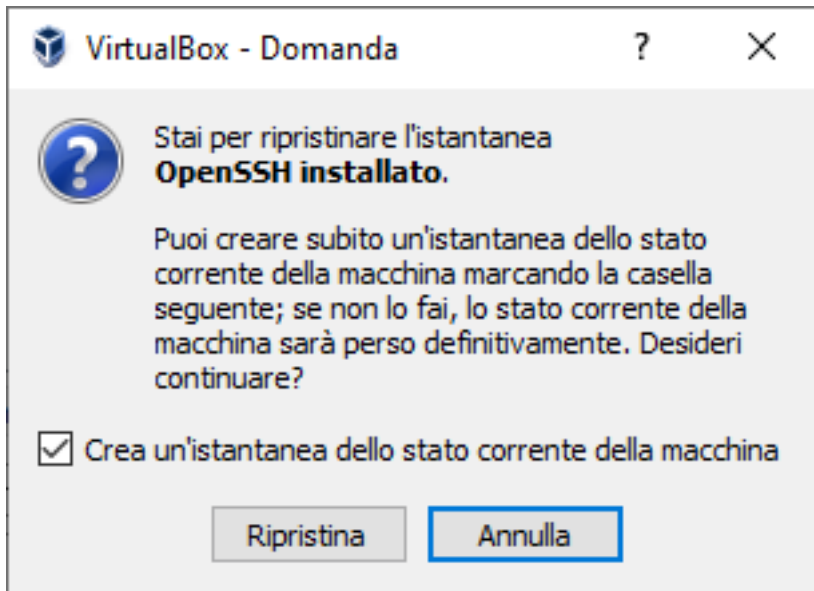 VirtualBox - Domanda
Stai per ripristinare l'istantanea
OpenSSH installato.
Puoi creare subito un'istantanea dello stato
corrente della macchina marcando la casella
seguente; se non lo fai, lo stato corrente della
macchina sarà perso definitivamente. Desideri
continuare?
Crea un'istantanea dello stato corrente della macchina
Ripristina
Annulla